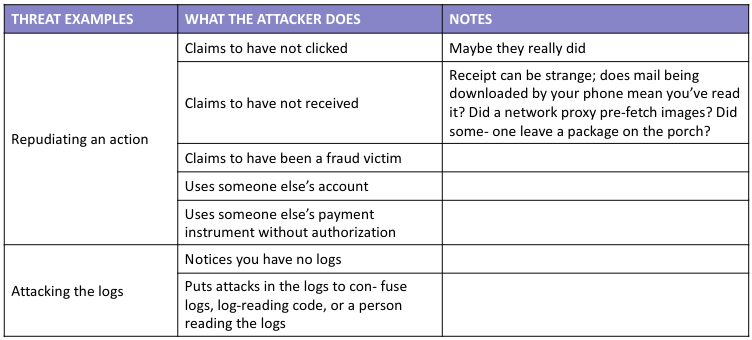 THREAT EXAMPLES
WHAT THE ATTACKER DOES
NOTES
Repudiating an action
Claims to have not clicked
Maybe they really did
Claims to have not received
Receipt can be strange; does mail being
downloaded by your phone mean you’ve read
it? Did a network proxy pre-fetch images? Did
some- one leave a package on the porch?
Claims to have been a fraud victim
Uses someone else’s account
Uses someone else’s payment
instrument without authorization
Attacking the logs
Notices you have no logs
Puts attacks in the logs to con- fuse
logs, log-reading code, or a person
reading the logs